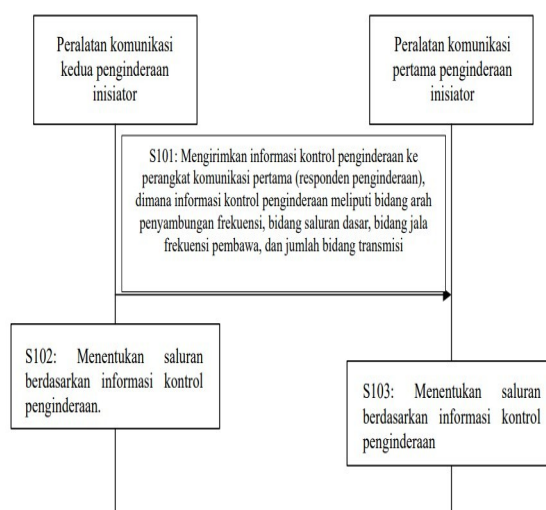 Peralatan komunikasi
kedua penginderaan
inisiator
Peralatan komunikasi
pertama penginderaan
inisiator
S101: Mengirimkan informasi kontrol penginderaan ke
perangkat komunikasi pertama (responden penginderaan),
dimana informasi kontrol penginderaan meliputi bidang arah
penyambungan frekuensi, bidang saluran dasar, bidang jala
frekuensi pembawa, dan jumlah bidang transmisi
S102: Menentukan saluran
berdasarkan informasi kontrol
penginderaan.
S103: Menentukan saluran
berdasarkan informasi kontrol
penginderaan